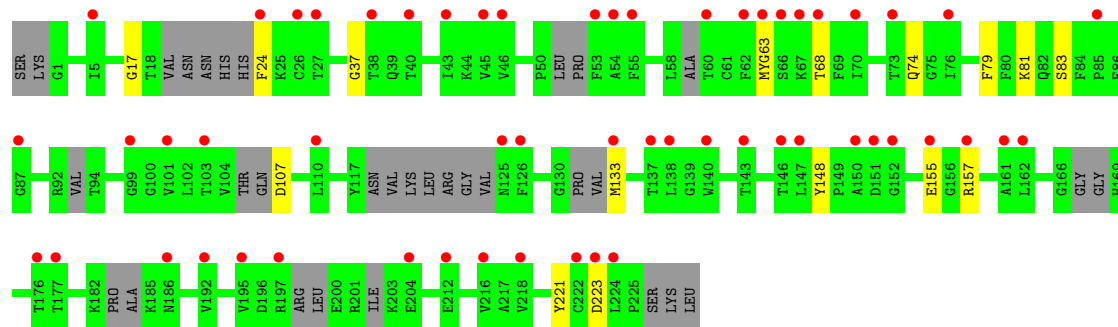 SER LYS G1 I5 G17 T18 VAL ASN ASN HIS HIS F24 K25 C26 T27 G37 T38 Q39 T40 I43 K44 V45 V46 P50 LEU PRO F53 A54 F55 L58 ALA T60 C61 F62 MYG63 S66 K67 T68 F69 I70 T73 Q74 G75 I76 F79 F80 K81 Q82 S83 F84 P85
G87 R92 VAL T94 G99 G100 V101 L102 T103 V104 THR GLN D107 L110 Y117 ASN VAL LYS LEU ARG GLY VAL N125 F126 G130 PRO VAL M133 T137 L138 G139 W140 T143 T146 L147 Y148 P149 A150 D151 G152 E155 G156 R157 A161 L162 G166 GLY GLY
T176 T177 K182 PRO ALA K185 N186 V192 V195 D196 R197 ARG LEU E200 R201 ILE K203 E204 E212 V216 A217 V218 Y221 C222 D223 L224 P225 SER LYS LEU